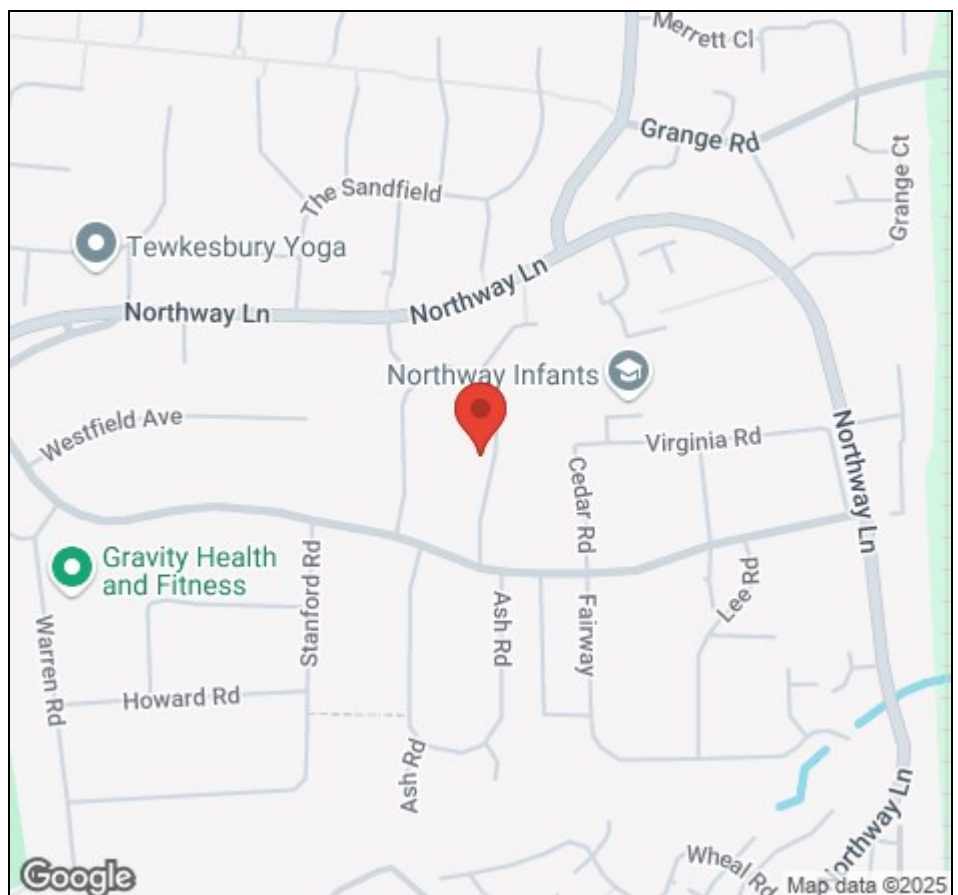 Merrett Cl
Grange Rd
Grange Ct
The Sandfield
Tewkesbury Yoga
Northway Ln
Northway Ln
Northway Infants
Westfield Ave
Virginia Rd
Northway Ln
Cedar Rd
Gravity Health
and Fitness
Stanford Rd
Lee Rd
Ash Rd
Fairway
Warren Rd
Howard Rd
Ash Rd
Northway Ln
Wheal Rd
Google
Map data ©2025